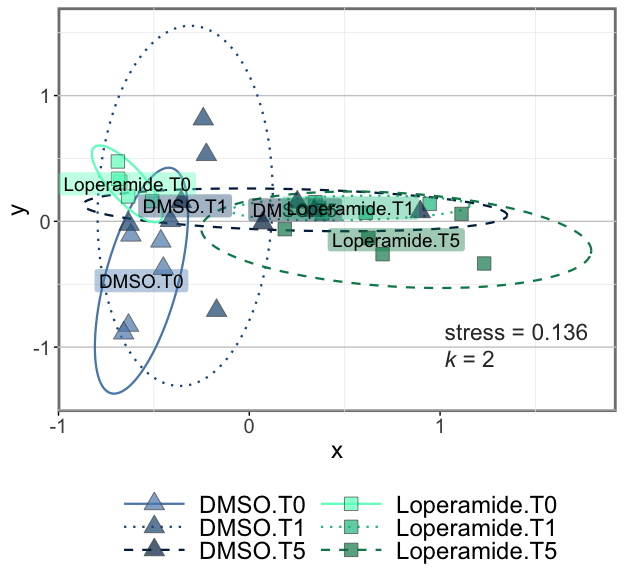 1
Loperamide.T0
DMSO.T1
DMS
Loperamide.T1
y
0
Loperamide.T5
DMSO.T0
stress = 0.136
-1
k = 2
-1
0
1
x
DMSO.T0
Loperamide.T0
DMSO.T1
Loperamide.T1
DMSO.T5
Loperamide.T5